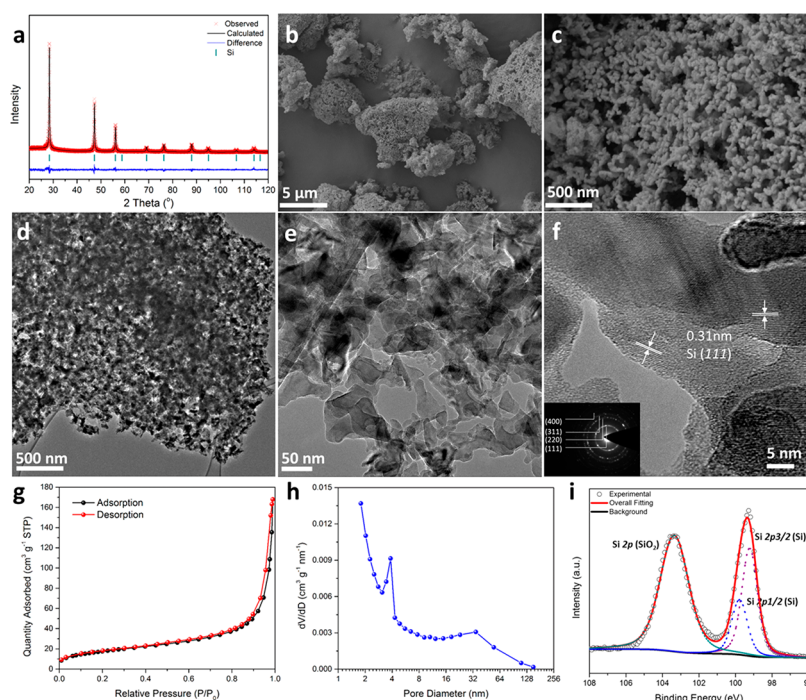 a
Observed
Calculated
Difference
Si
Intensity
20 30 40 50 60 70 80 90 100 110 120
2 Theta (°)
b
5 µm
c
500 nm
d
500 nm
e
50 nm
f
0.31nm
Si (111)
(400)
(311)
(220)
(111)
5 nm
g
Adsorption
Desorption
Quantity Adsorbed (cm³ g⁻¹ STP)
180
160
140
120
100
80
60
40
20
0
0.0 0.2 0.4 0.6 0.8 1.0
Relative Pressure (P/P₀)
h
dV/dD (cm³ g⁻¹ nm⁻¹)
0.015
0.012
0.009
0.006
0.003
0.000
1 2 4 8 16 32 64 128 256
Pore Diameter (nm)
i
Experimental
Overall Fitting
Background
Si 2p (SiO₂)
Si 2p3/2 (Si)
Si 2p1/2 (Si)
Intensity (a.u.)
108 106 104 102 100 98
Binding Energy (eV)